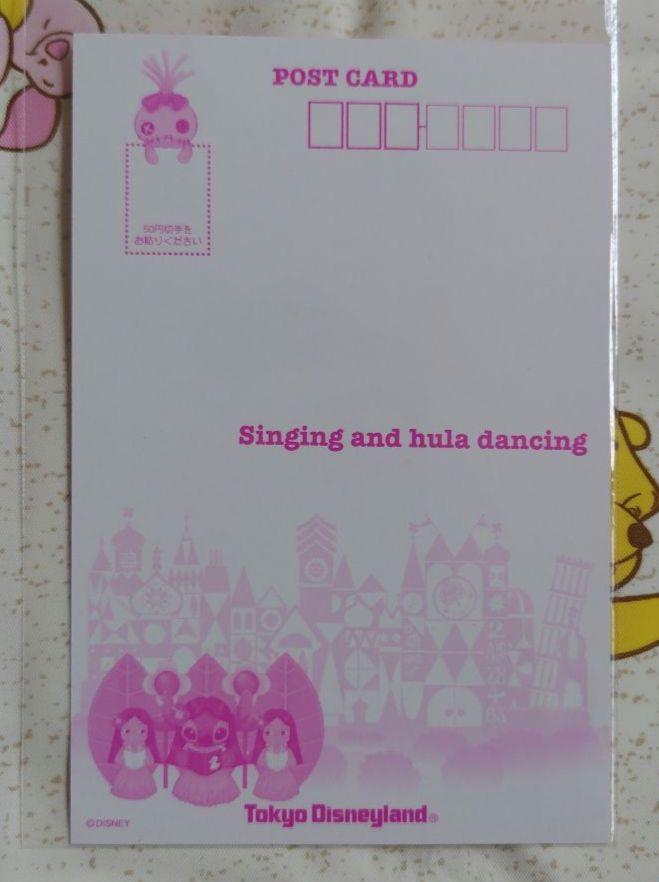 POST CARD
50円切手を
お貼りください
Singing and hula dancing
Tokyo Disneyland®
©DISNEY